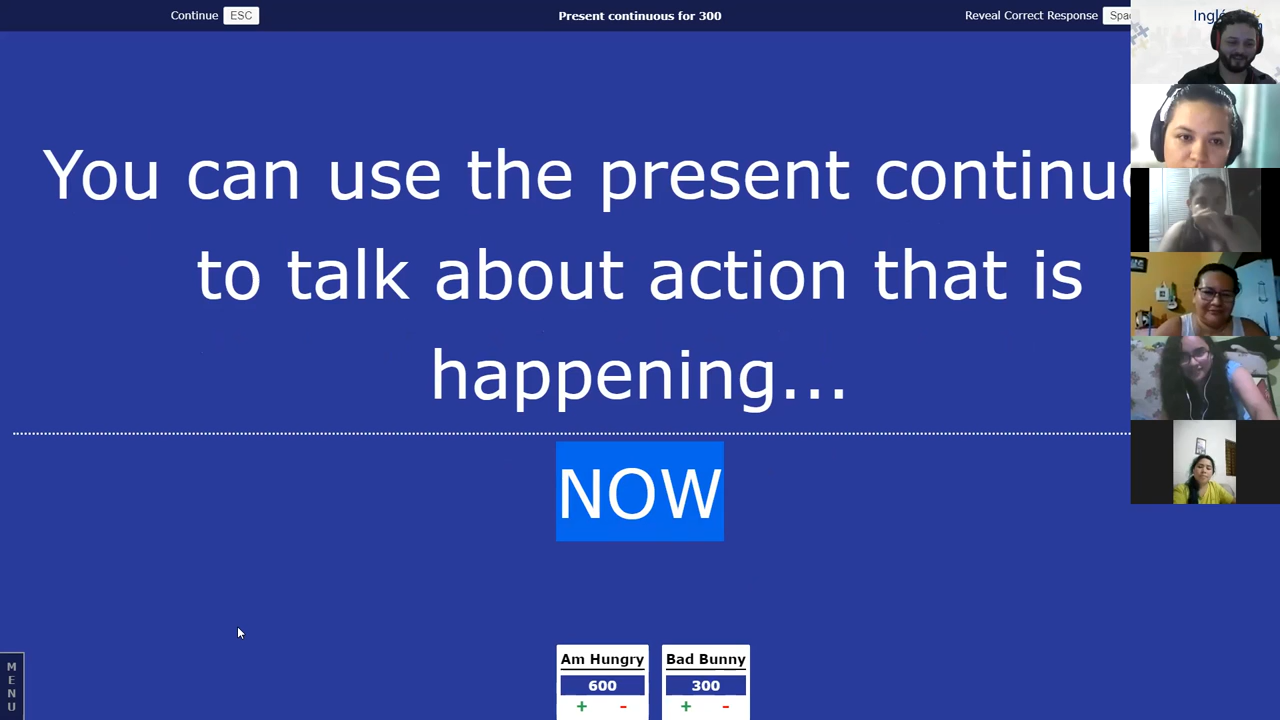 Continue ESC
Present continuous for 300
Reveal Correct Response
You can use the present
to talk about action that is
happening...
NOW
Am Hungry
600
+ -
Bad Bunny
300
+ -
MENU